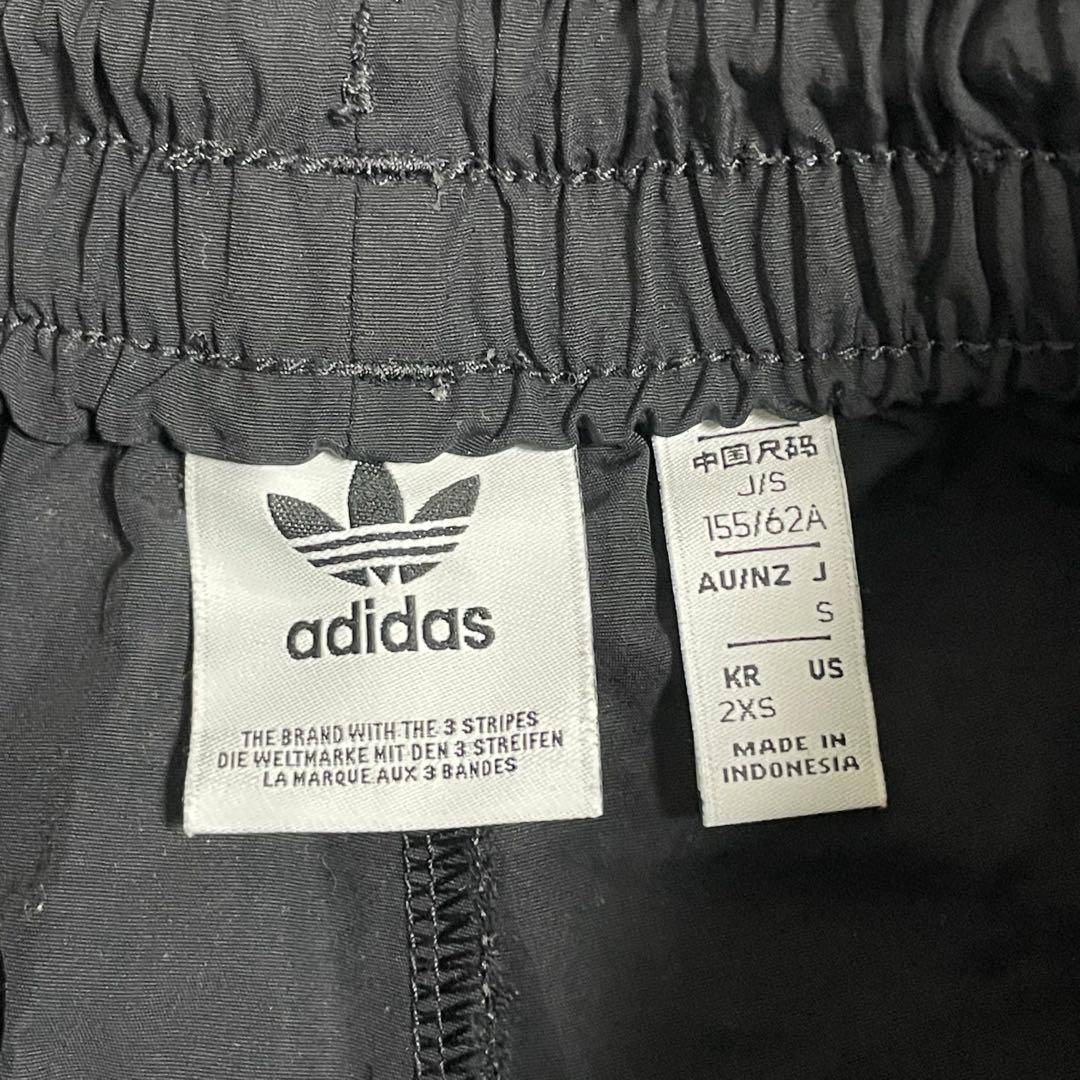 adidas
THE BRAND WITH THE 3 STRIPES
DIE WELTMARKE MIT DEN 3 STREIFEN
LA MARQUE AUX 3 BANDES
中国尺码
J/S
155/62A
AU/NZ J
S
KR US
2XS
MADE IN
INDONESIA